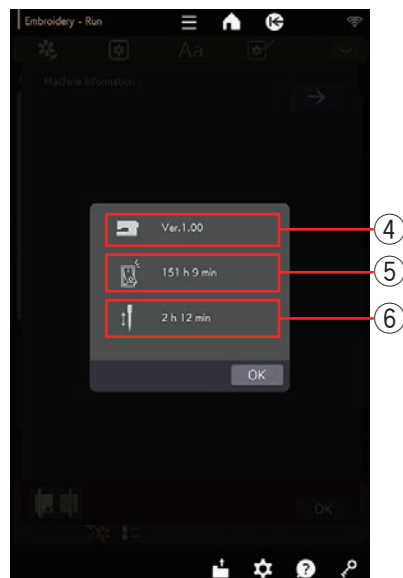 Embroidery - Run
Aa
Machine Information
Ver.1.00
④
151 h 9 min
⑤
2 h 12 min
⑥
OK
OK
?